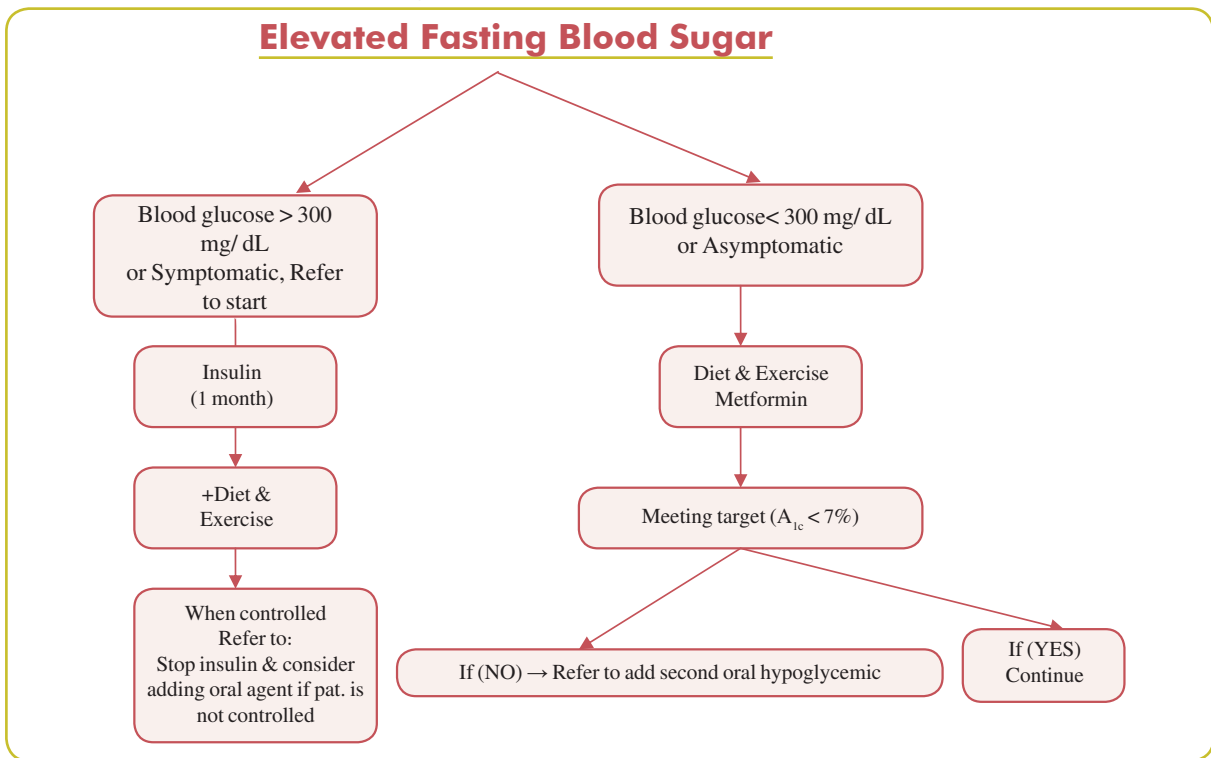 Elevated Fasting Blood Sugar
Blood glucose > 300
mg/ dL
or Symptomatic, Refer
to start
Insulin
(1 month)
+Diet &
Exercise
When controlled
Refer to:
Stop insulin & consider
adding oral agent if pat. is
not controlled
Blood glucose< 300 mg/ dL
or Asymptomatic
Diet & Exercise
Metformin
Meeting target (A1c < 7%)
If (NO) → Refer to add second oral hypoglycemic
If (YES)
Continue